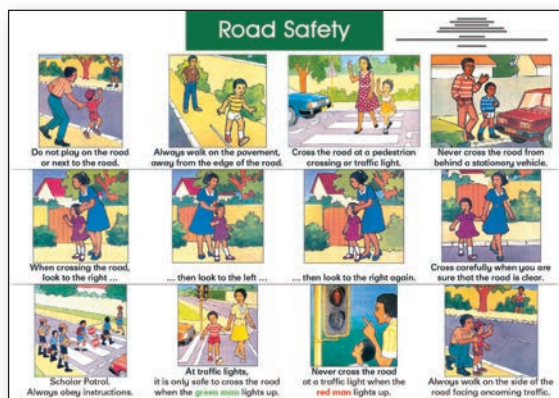 Road Safety
Do not play on the road
or next to the road.
Always walk on the pavement,
away from the edge of the road.
Cross the road at a pedestrian
crossing or traffic light.
Never cross the road from
behind a stationary vehicle.
When crossing the road,
look to the right ...
... then look to the left ...
... then look to the right again.
Cross carefully when you are
sure that the road is clear.
Scholar Patrol.
Always obey instructions.
At traffic lights,
it is only safe to cross the road
when the green man lights up.
Never cross the road
at a traffic light when the
red man lights up.
Always walk on the side of the
road facing oncoming traffic.